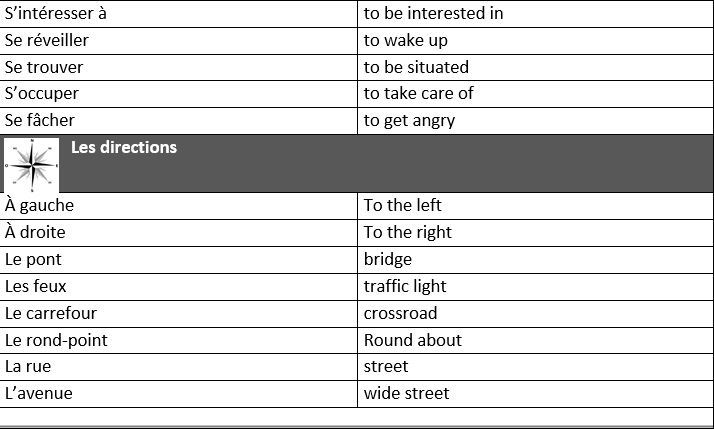 S’intéresser à to be interested in
Se réveiller to wake up
Se trouver to be situated
S’occuper to take care of
Se fâcher to get angry
Les directions
À gauche To the left
À droite To the right
Le pont bridge
Les feux traffic light
Le carrefour crossroad
Le rond-point Round about
La rue street
L’avenue wide street